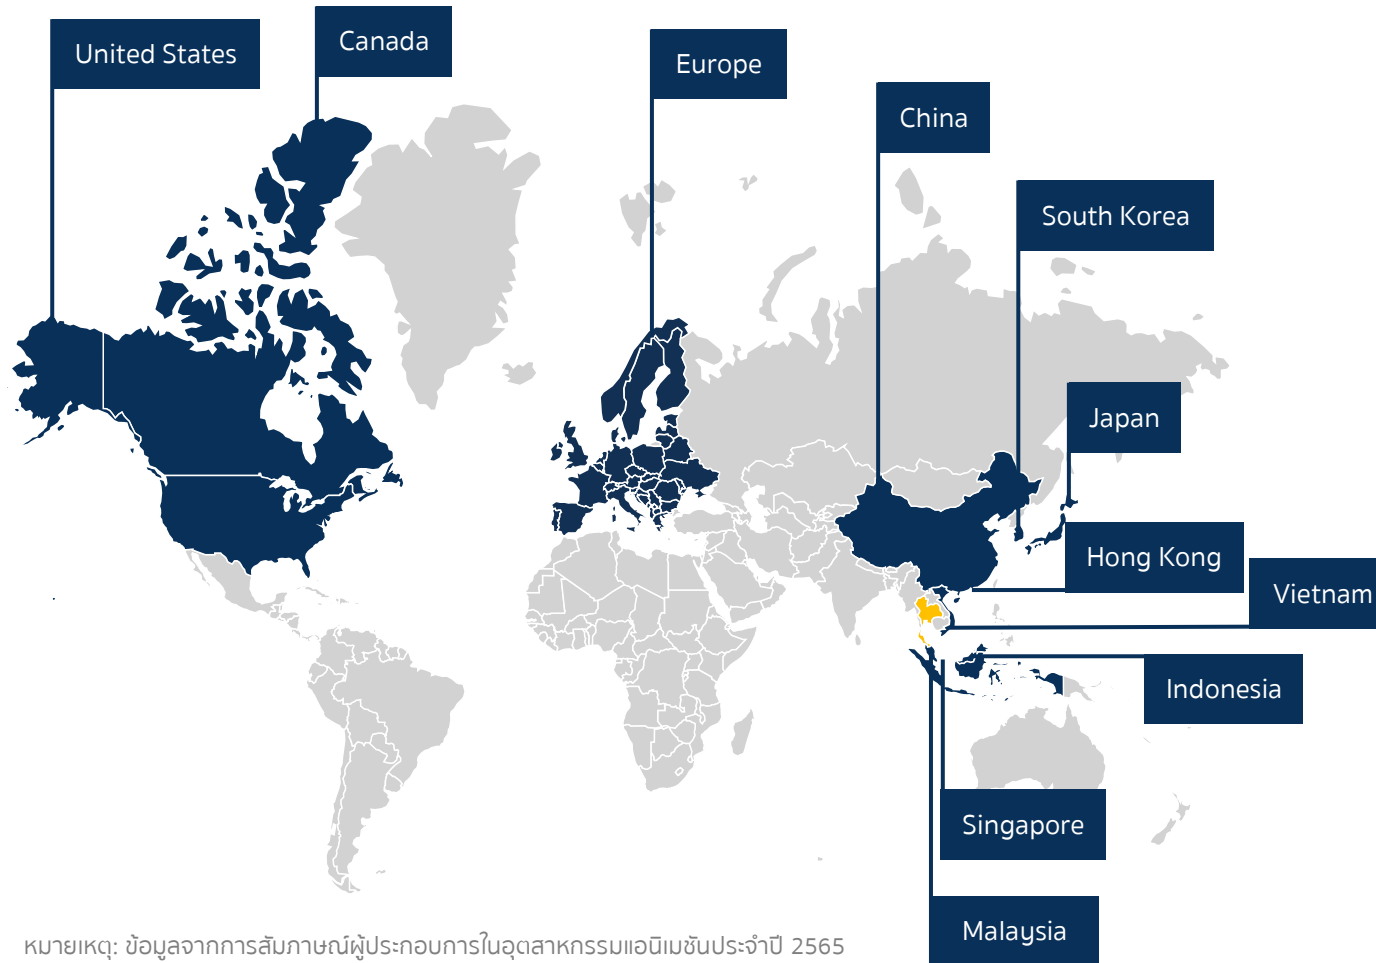 United States
Canada
Europe
China
South Korea
Japan
Hong Kong
Vietnam
Indonesia
Singapore
Malaysia
หมายเหตุ: ข้อมูลจากการสัมภาษณ์ผู้ประกอบการในอุตสาหกรรมแอนิเมชันประจำปี 2565